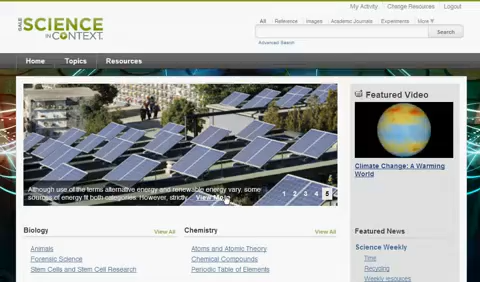 My Activity Change Resources Logout
GALE SCIENCE IN CONTEXT
All Reference Images Academic Journals Experiments More
Search
Advanced Search
Home Topics Resources
Featured Video
Climate Change: A Warming
World
Although use of the terms alternative energy and renewable energy vary, some
sources of energy fit both categories. However, strictly... View More
1 2 3 4 5
Biology View All
Animals
Forensic Science
Stem Cells and Stem Cell Research
Chemistry View All
Atoms and Atomic Theory
Chemical Compounds
Periodic Table of Elements
Featured News
Science Weekly
Time
Recycling
Weekly resources